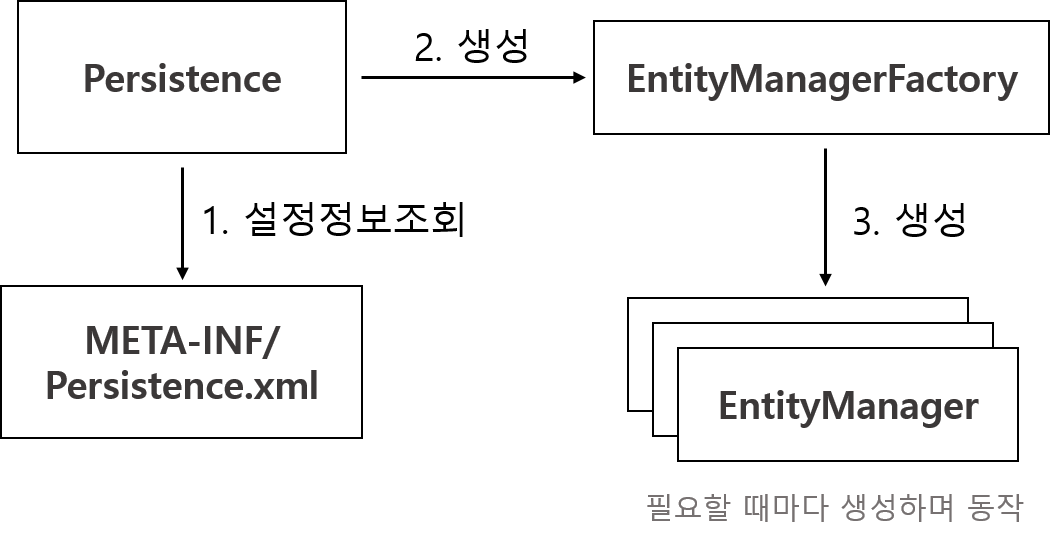 Persistence
2. 생성
EntityManagerFactory
1. 설정정보조회
3. 생성
META-INF/
Persistence.xml
EntityManager
필요할 때마다 생성하며 동작